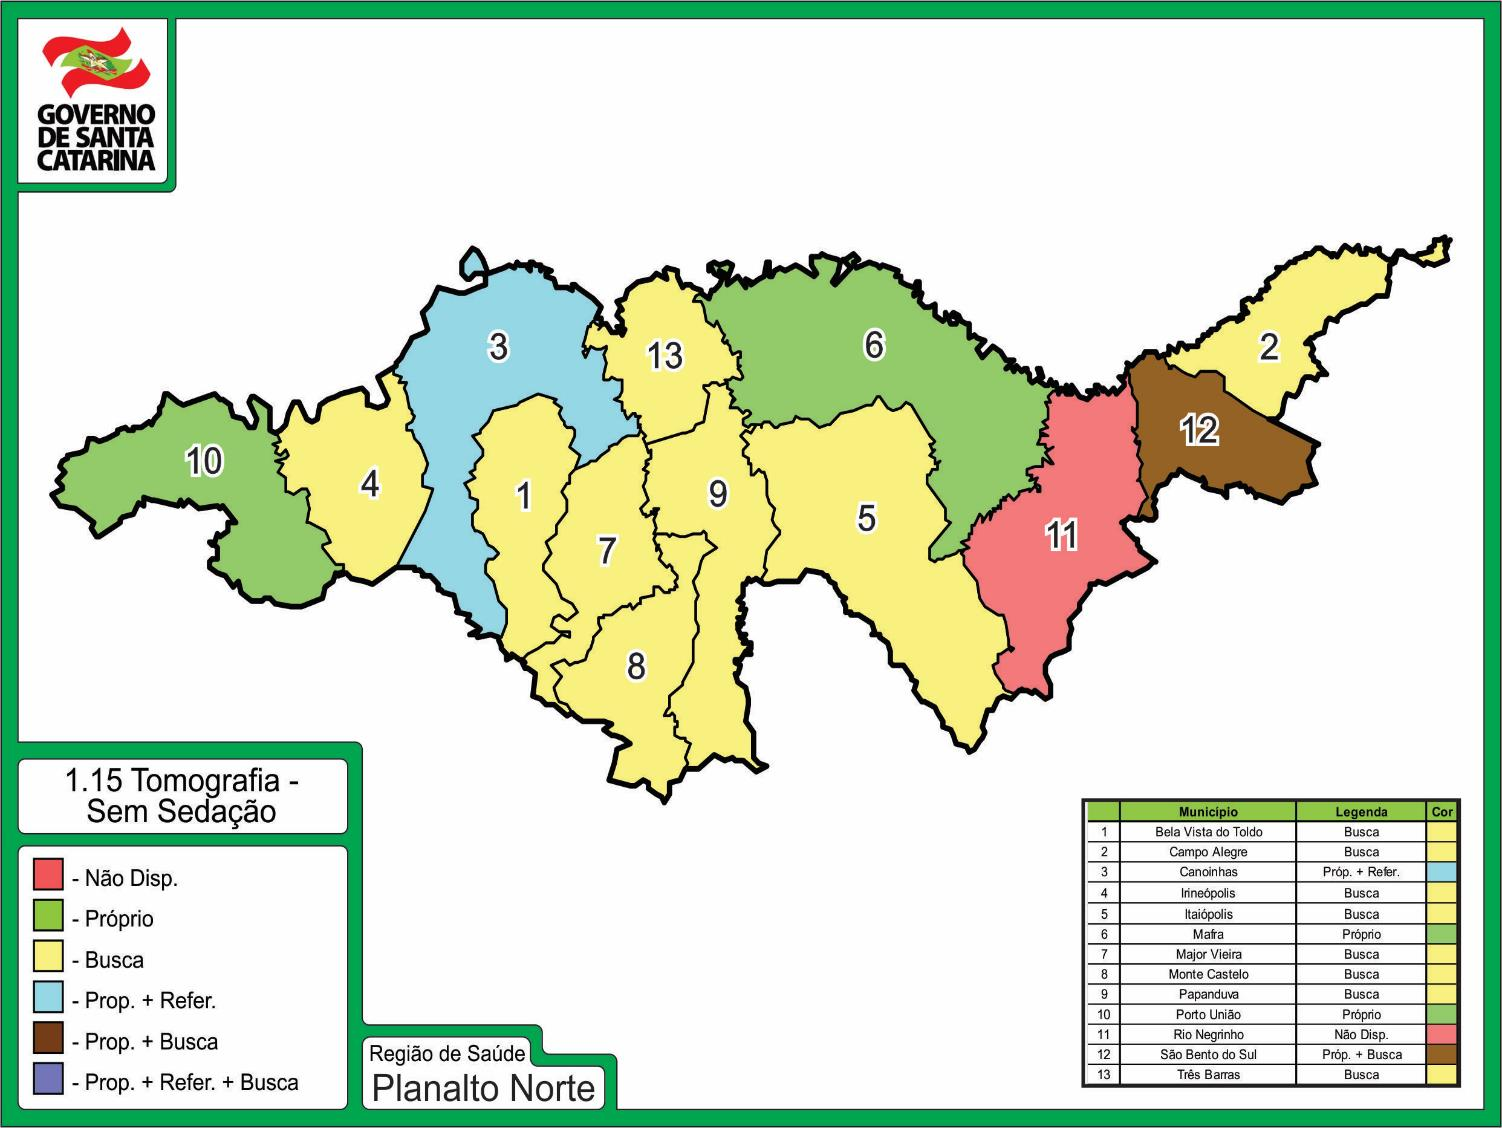 GOVERNO
DE SANTA
CATARINA
3
13
6
2
12
10
4
1
9
5
11
7
8
1.15 Tomografia -
Sem Sedação
- Não Disp.
- Próprio
- Busca
- Prop. + Refer.
- Prop. + Busca
- Prop. + Refer. + Busca
Região de Saúde
Planalto Norte
Município Legenda Cor
1 Bela Vista do Toldo Busca
2 Campo Alegre Busca
3 Canoinhas Próp. + Refer.
4 Irineópolis Busca
5 Itaiópolis Busca
6 Mafra Próprio
7 Major Vieira Busca
8 Monte Castelo Busca
9 Papanduva Busca
10 Porto União Próprio
11 Rio Negrinho Não Disp.
12 São Bento do Sul Próp. + Busca
13 Três Barras Busca